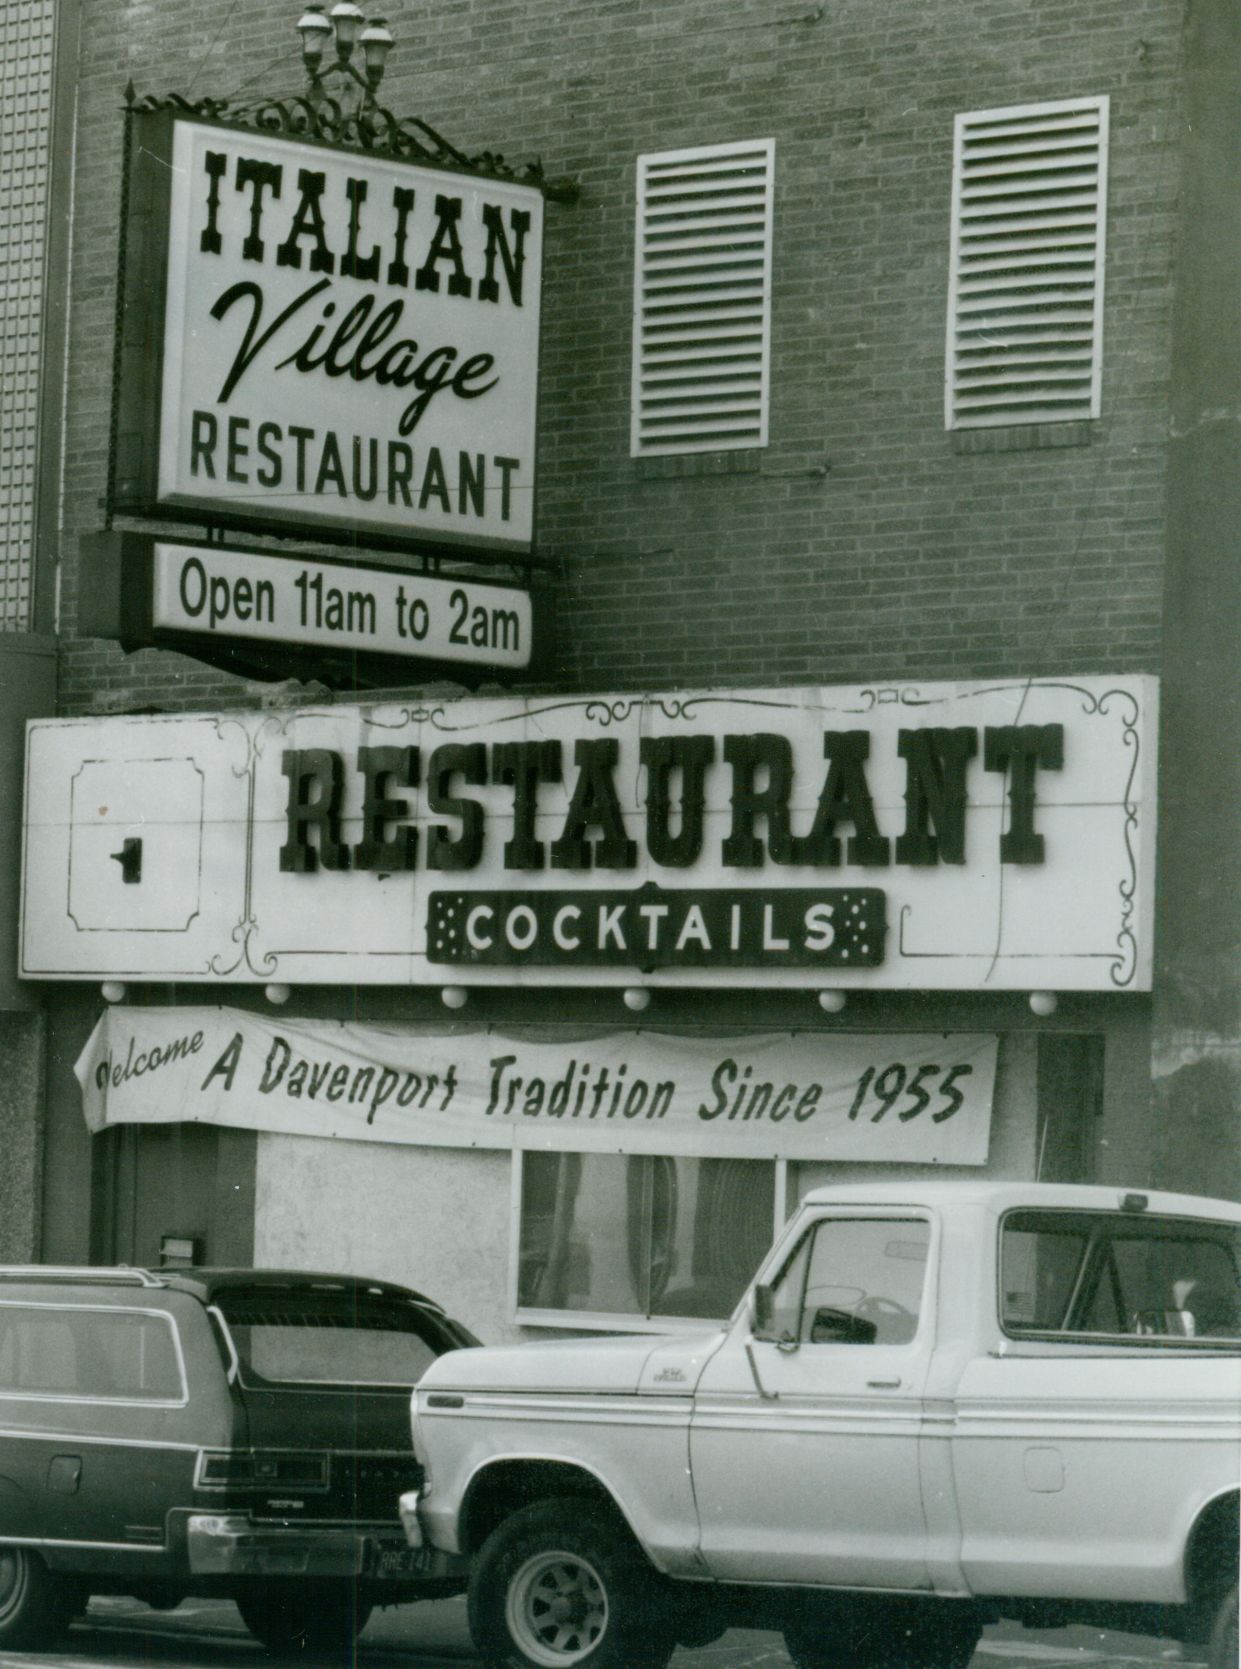 ITALIAN
Village
RESTAURANT
Open 11am to 2am
RESTAURANT
COCKTAILS
Welcome A Davenport Tradition Since 1955